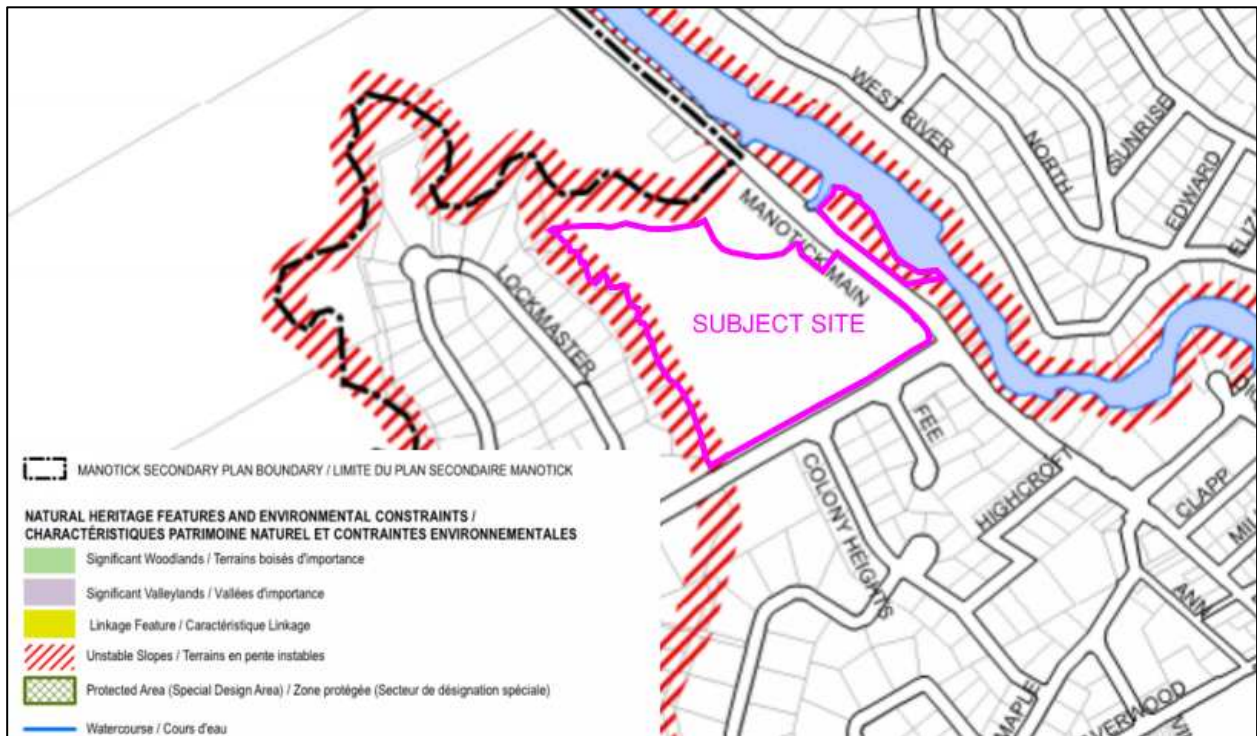 WEST RIVER
NORTH
SUNRISE
EDWARD
MANOTICK MAIN
SUBJECT SITE
LOCKMASTER
FEE
HIGHCROFT
COLONY HEIGHTS
CLAPP
ANN
MAPLE
MANOTICK SECONDARY PLAN BOUNDARY / LIMITE DU PLAN SECONDAIRE MANOTICK
NATURAL HERITAGE FEATURES AND ENVIRONMENTAL CONSTRAINTS /
CHARACTÉRISTIQUES PATRIMOINE NATUREL ET CONTRAINTES ENVIRONNEMENTALES
Significant Woodlands / Terrains boisés d'importance
Significant Valleylands / Vallées d'importance
Linkage Feature / Caractéristique Linkage
Unstable Slopes / Terrains en pente instables
Protected Area (Special Design Area) / Zone protégée (Secteur de désignation spéciale)
Watercourse / Cours d'eau